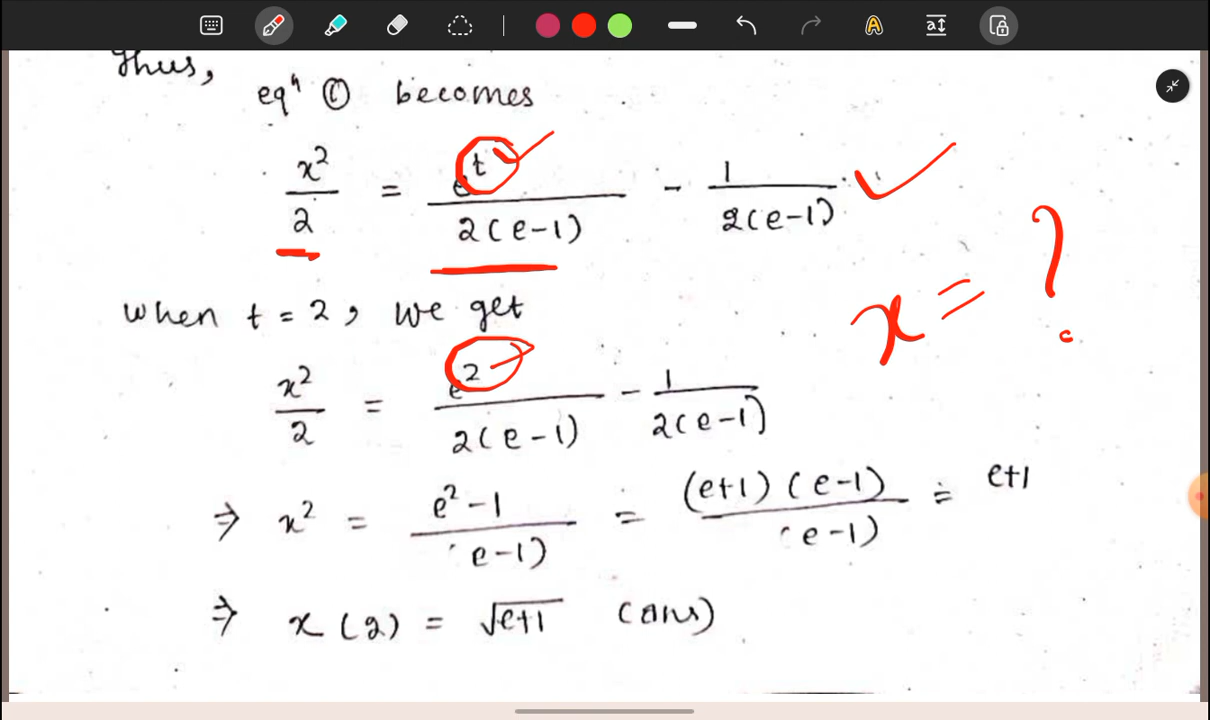 Thus,
eqⁿ ① becomes
x²/2 = e^t/2(e-1) - 1/2(e-1)
x = ?
when t = 2, we get
x²/2 = e²/2(e-1) - 1/2(e-1)
⇒ x² = e²-1/(e-1) = (e+1)(e-1)/(e-1) = e+1
⇒ x(2) = √e+1 (ans)